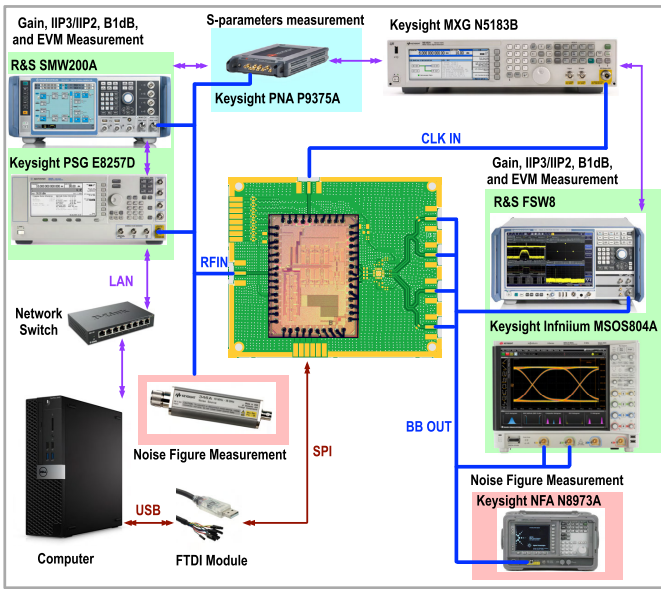 Gain, IIP3/IIP2, B1dB,
and EVM Measurement
R&S SMW200A
Keysight PSG E8257D
S-parameters measurement
Keysight PNA P9375A
Keysight MXG N5183B
CLK IN
Gain, IIP3/IIP2, B1dB,
and EVM Measurement
R&S FSW8
RFIN
LAN
Network
Switch
D-Link
Keysight Infniium MSOS804A
Noise Figure Measurement
SPI
BB OUT
Noise Figure Measurement
Keysight NFA N8973A
USB
Computer
FTDI Module